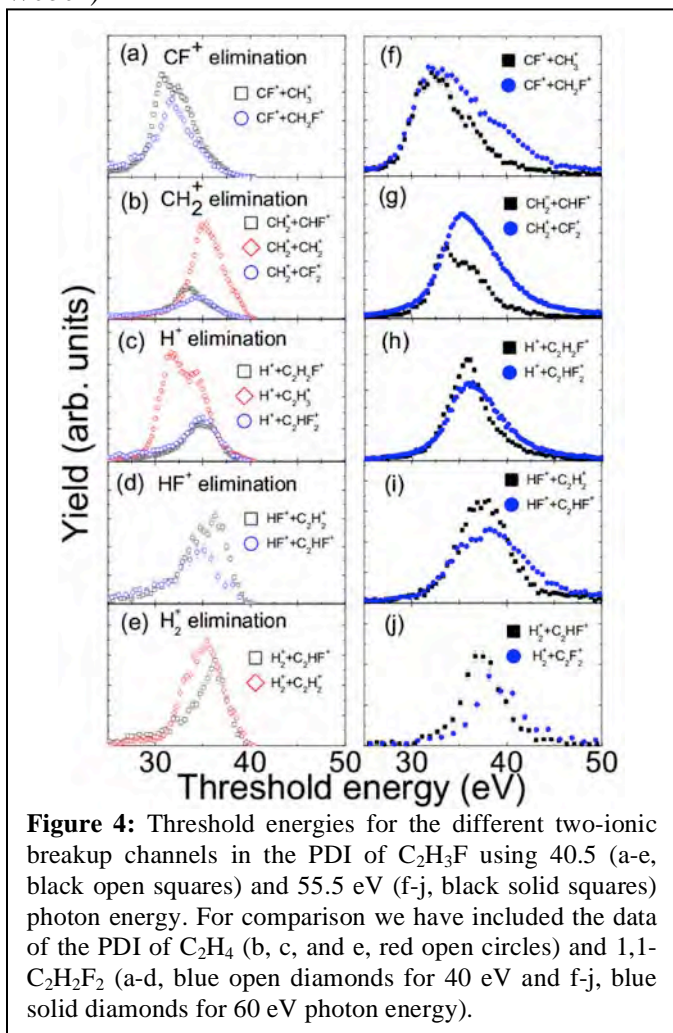 (a) CF⁺ elimination
CF⁺+CH₃⁺
CF⁺+CH₂F⁺
(f)
CF⁺+CH₃⁺
CF⁺+CH₂F⁺
(b) CH₂⁺ elimination
CH₂⁺+CHF⁺
CH₂⁺+CH₂⁺
CH₂⁺+CF₂⁺
(g)
CH₂⁺+CHF⁺
CH₂⁺+CF₂⁺
(c) H⁺ elimination
H⁺+C₂H₂F⁺
H⁺+C₂H₃⁺
H⁺+C₂HF₂⁺
(h)
H⁺+C₂H₂F⁺
H⁺+C₂HF₂⁺
(d) HF⁺ elimination
HF⁺+C₂H₂⁺
HF⁺+C₂HF⁺
(i)
HF⁺+C₂H₂⁺
HF⁺+C₂HF⁺
(e) H₂⁺ elimination
H₂⁺+C₂HF⁺
H₂⁺+C₂H₂⁺
(j)
H₂⁺+C₂HF⁺
H₂⁺+C₂F₂⁺
Yield (arb. units)
30 40 50 30 40 50
Threshold energy (eV)
Figure 4: Threshold energies for the different two-ionic
breakup channels in the PDI of C₂H₃F using 40.5 (a-e,
black open squares) and 55.5 eV (f-j, black solid squares)
photon energy. For comparison we have included the data
of the PDI of C₂H₄ (b, c, and e, red open circles) and 1,1-
C₂H₂F₂ (a-d, blue open diamonds for 40 eV and f-j, blue
solid diamonds for 60 eV photon energy).